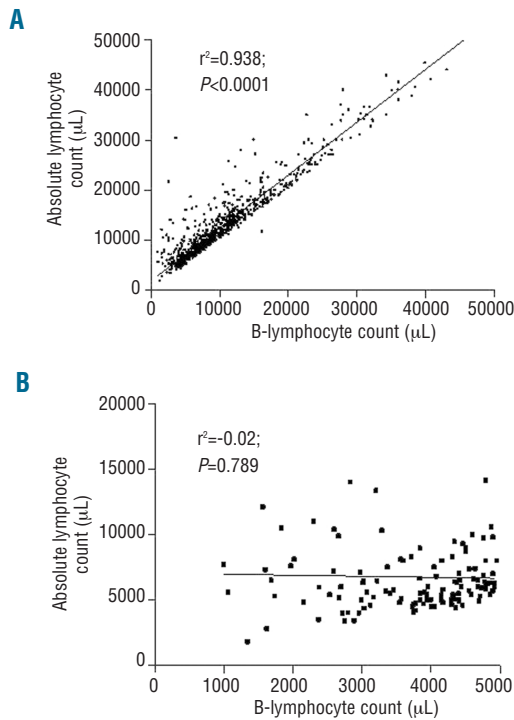 A
r²=0.938;
P<0.0001
Absolute lymphocyte
count (μL)
50000
40000
30000
20000
10000
0
0 10000 20000 30000 40000 50000
B-lymphocyte count (μL)
B
r²=-0.02;
P=0.789
Absolute lymphocyte
count (μL)
20000
15000
10000
5000
0
0 1000 2000 3000 4000 5000
B-lymphocyte count (μL)